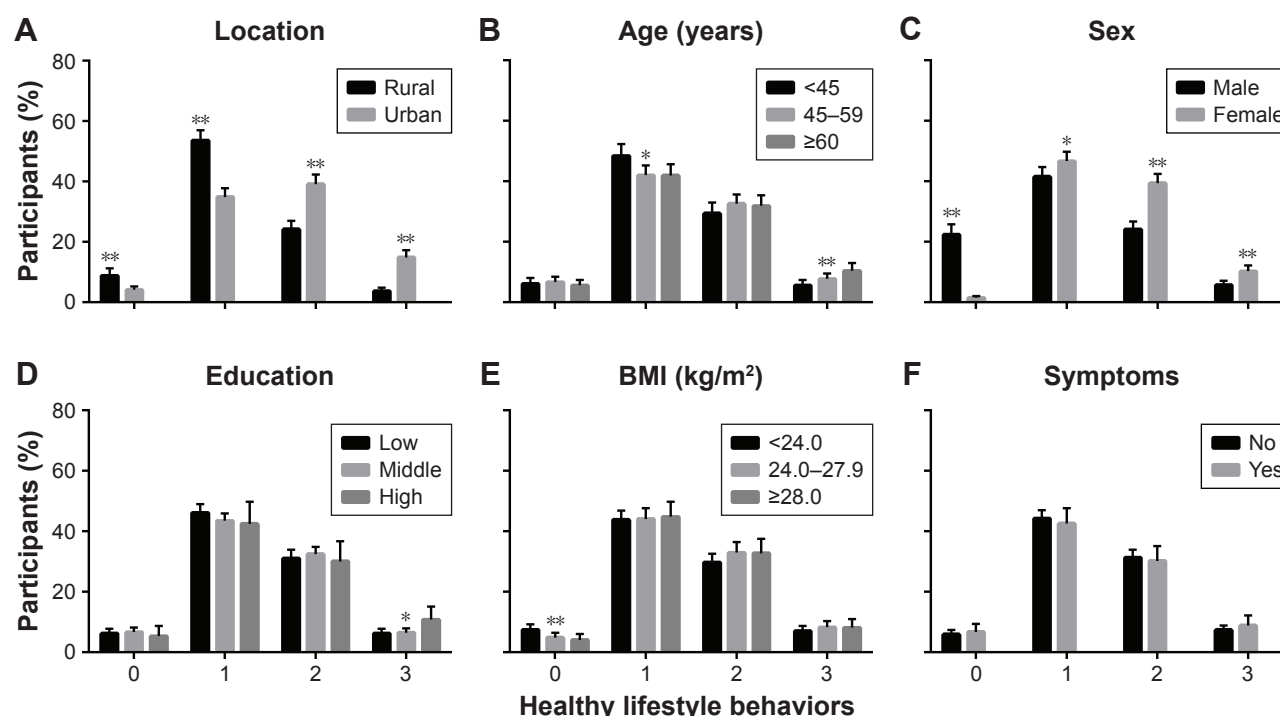 A Location
Participants (%)
80
60
40
20
0
Rural
Urban
**
**
**
**
B Age (years)
<45
45–59
≥60
*
**
C Sex
Male
Female
**
*
**
**
D Education
Participants (%)
80
60
40
20
0
Low
Middle
High
*
0 1 2 3
E BMI (kg/m²)
<24.0
24.0–27.9
≥28.0
**
0 1 2 3
F Symptoms
No
Yes
0 1 2 3
Healthy lifestyle behaviors